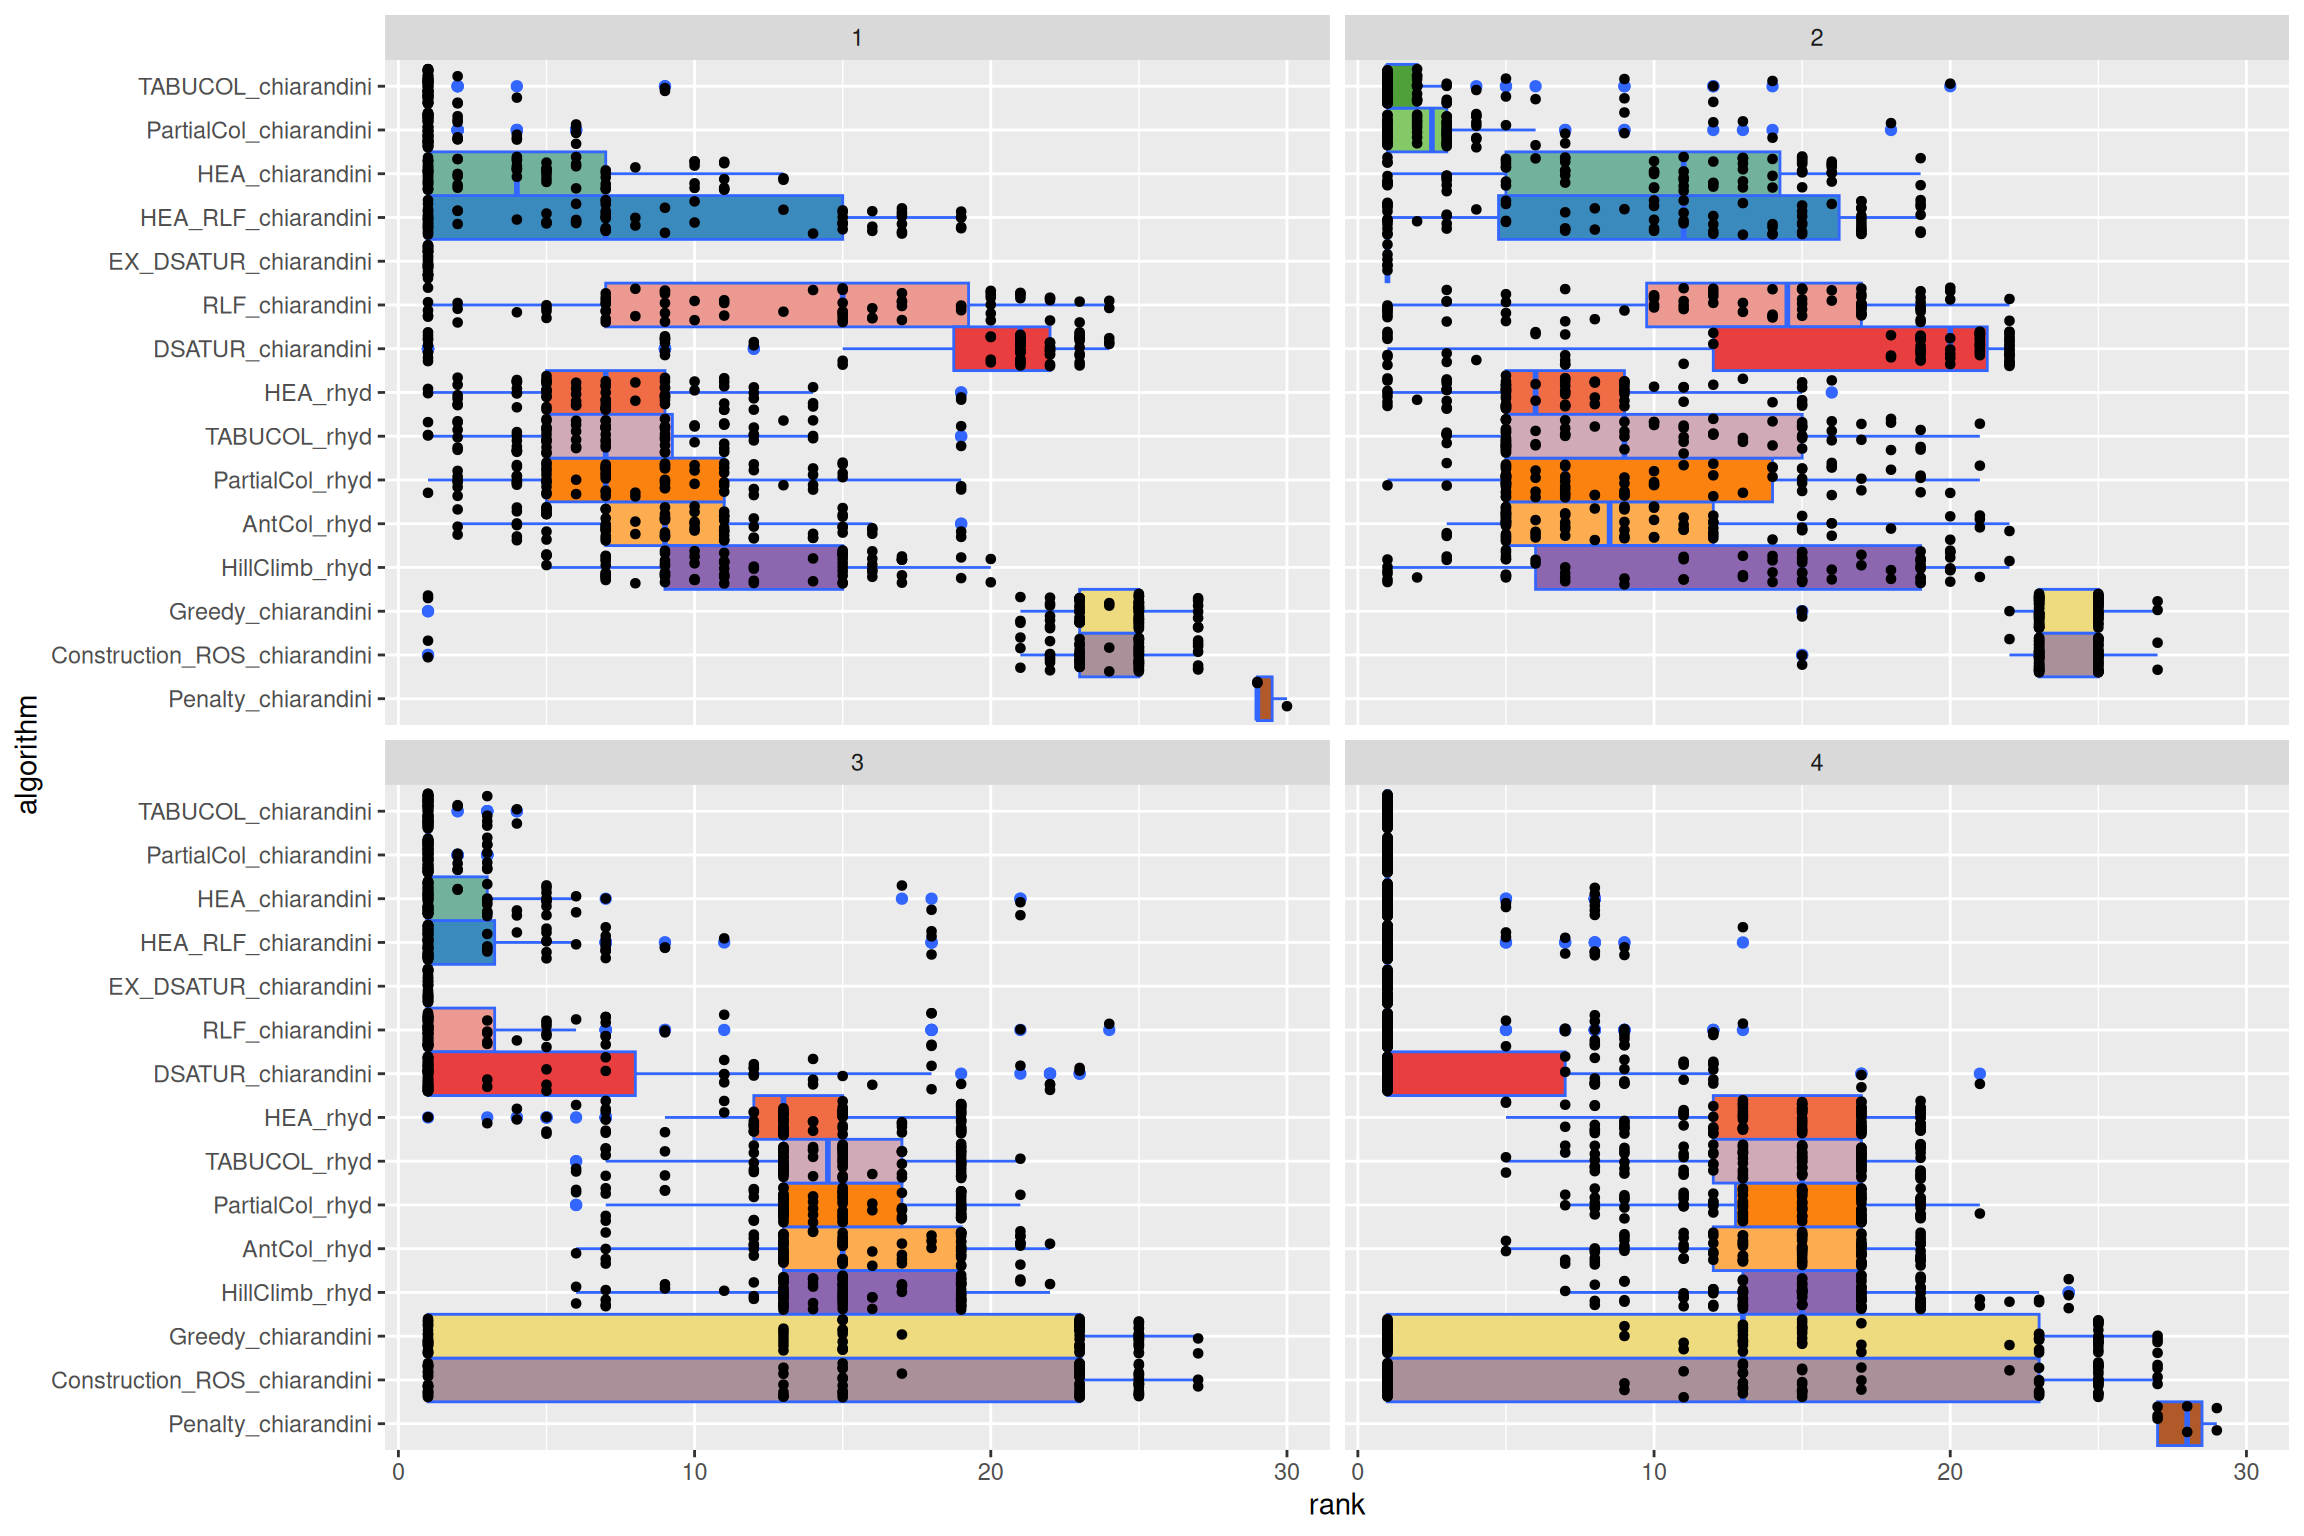 1
2
TABUCOL_chiarandini
PartialCol_chiarandini
HEA_chiarandini
HEA_RLF_chiarandini
EX_DSATUR_chiarandini
RLF_chiarandini
DSATUR_chiarandini
HEA_rhyd
TABUCOL_rhyd
PartialCol_rhyd
AntCol_rhyd
HillClimb_rhyd
Greedy_chiarandini
Construction_ROS_chiarandini
Penalty_chiarandini
algorithm
3
4
TABUCOL_chiarandini
PartialCol_chiarandini
HEA_chiarandini
HEA_RLF_chiarandini
EX_DSATUR_chiarandini
RLF_chiarandini
DSATUR_chiarandini
HEA_rhyd
TABUCOL_rhyd
PartialCol_rhyd
AntCol_rhyd
HillClimb_rhyd
Greedy_chiarandini
Construction_ROS_chiarandini
Penalty_chiarandini
0 10 20 30 0 10 20 30
rank